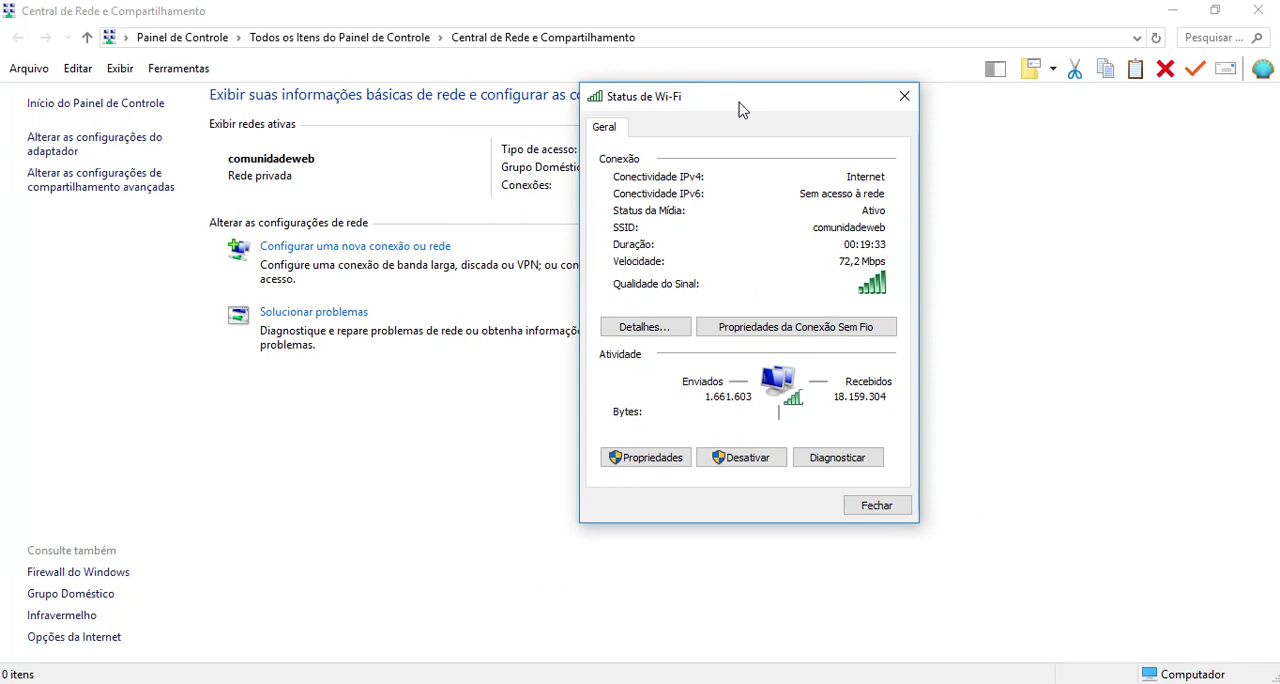 Central de Rede e Compartilhamento
Painel de Controle › Todos os Itens do Painel de Controle › Central de Rede e Compartilhamento
Pesquisar ...
Arquivo Editar Exibir Ferramentas
Início do Painel de Controle
Alterar as configurações do
adaptador
Alterar as configurações de
compartilhamento avançadas
Exibir suas informações básicas de rede e configurar as co
Exibir redes ativas
comunidadeweb
Rede privada
Tipo de acesso:
Grupo Doméstic
Conexões:
Alterar as configurações de rede
Configurar uma nova conexão ou rede
Configure uma conexão de banda larga, discada ou VPN; ou con
acesso.
Solucionar problemas
Diagnostique e repare problemas de rede ou obtenha informaçõe
problemas.
Status de Wi-Fi
Geral
Conexão
Conectividade IPv4: Internet
Conectividade IPv6: Sem acesso à rede
Status da Mídia: Ativo
SSID: comunidadeweb
Duração: 00:19:33
Velocidade: 72,2 Mbps
Qualidade do Sinal:
Detalhes... Propriedades da Conexão Sem Fio
Atividade
Enviados — — Recebidos
1.661.603 18.159.304
Bytes:
Propriedades Desativar Diagnosticar
Fechar
Consulte também
Firewall do Windows
Grupo Doméstico
Infravermelho
Opções da Internet
0 itens
Computador